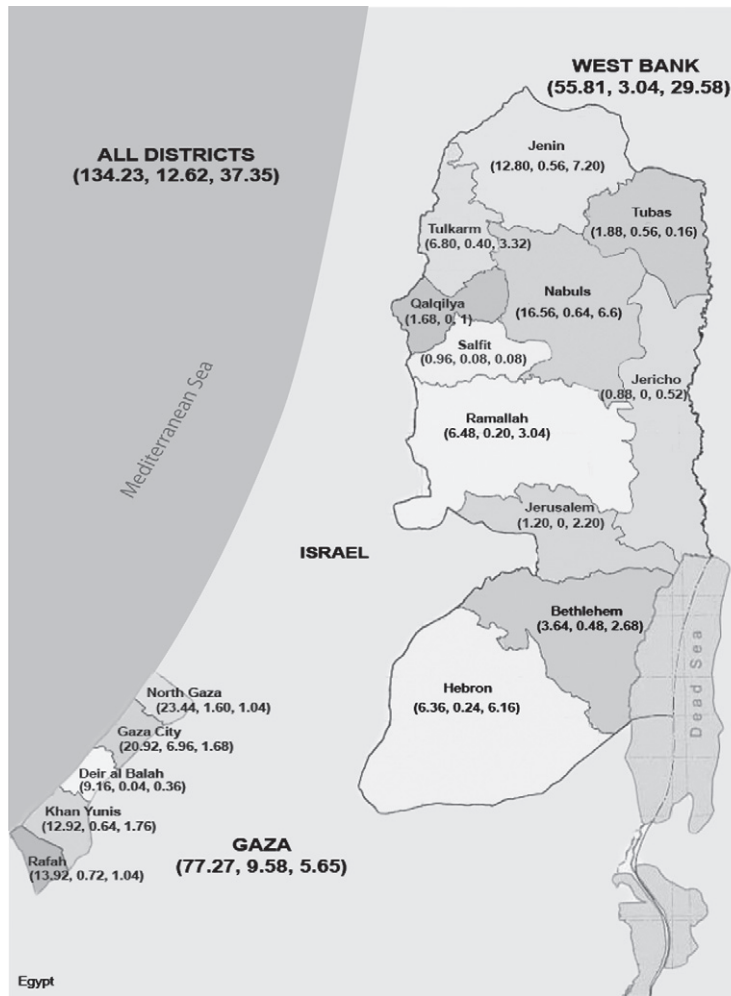 WEST BANK
(55.81, 3.04, 29.58)
ALL DISTRICTS
(134.23, 12.62, 37.35)
Jenin
(12.80, 0.56, 7.20)
Tubas
(1.88, 0.56, 0.16)
Tulkarm
(6.80, 0.40, 3.32)
Nabuls
(16.56, 0.64, 6.6)
Qalqilya
(1.68, 0, 1)
Salfit
(0.96, 0.08, 0.08)
Jericho
(0.88, 0, 0.52)
Ramallah
(6.48, 0.20, 3.04)
Mediterranean Sea
Jerusalem
(1.20, 0, 2.20)
ISRAEL
Bethlehem
(3.64, 0.48, 2.68)
Dead Sea
Hebron
(6.36, 0.24, 6.16)
North Gaza
(23.44, 1.60, 1.04)
Gaza City
(20.92, 6.96, 1.68)
Deir al Balah
(9.16, 0.04, 0.36)
Khan Yunis
(12.92, 0.64, 1.76)
GAZA
(77.27, 9.58, 5.65)
Rafah
(13.92, 0.72, 1.04)
Egypt